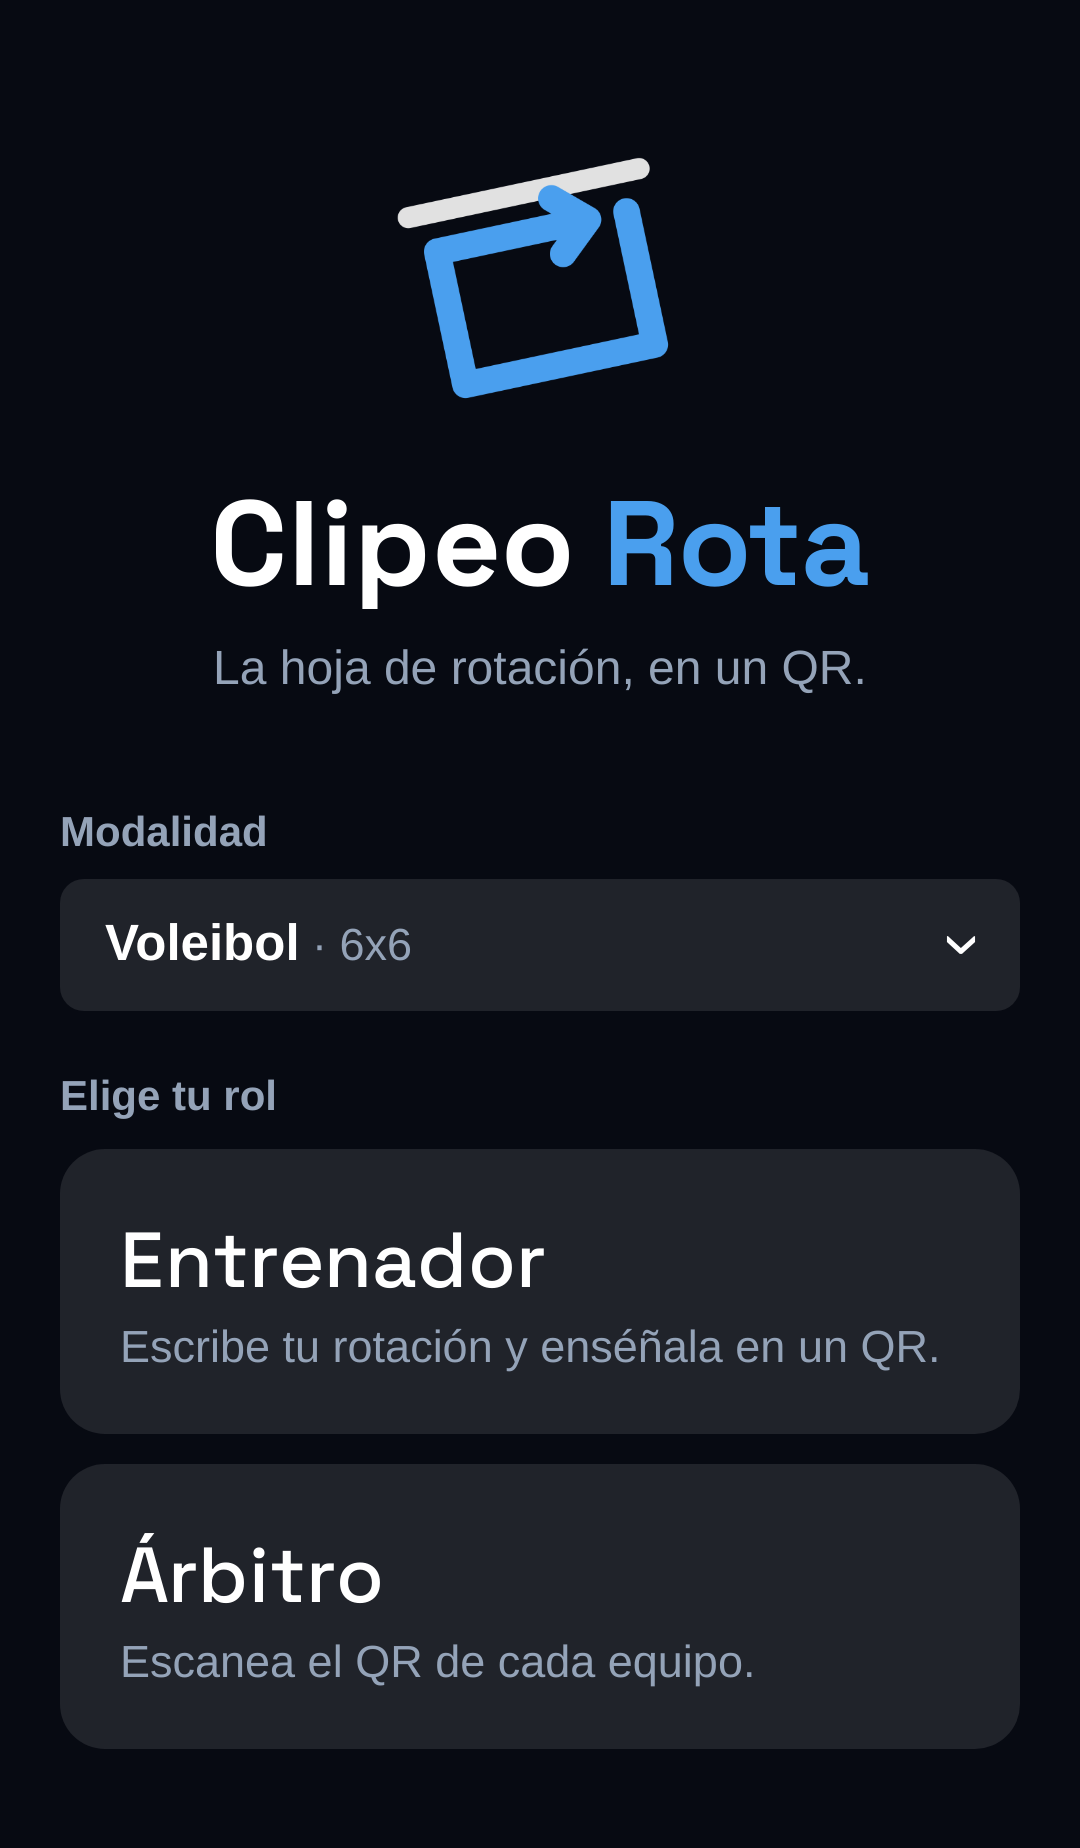 Clipeo Rota
La hoja de rotación, en un QR.
Modalidad
Voleibol · 6x6
Elige tu rol
Entrenador
Escribe tu rotación y enséñala en un QR.
Árbitro
Escanea el QR de cada equipo.